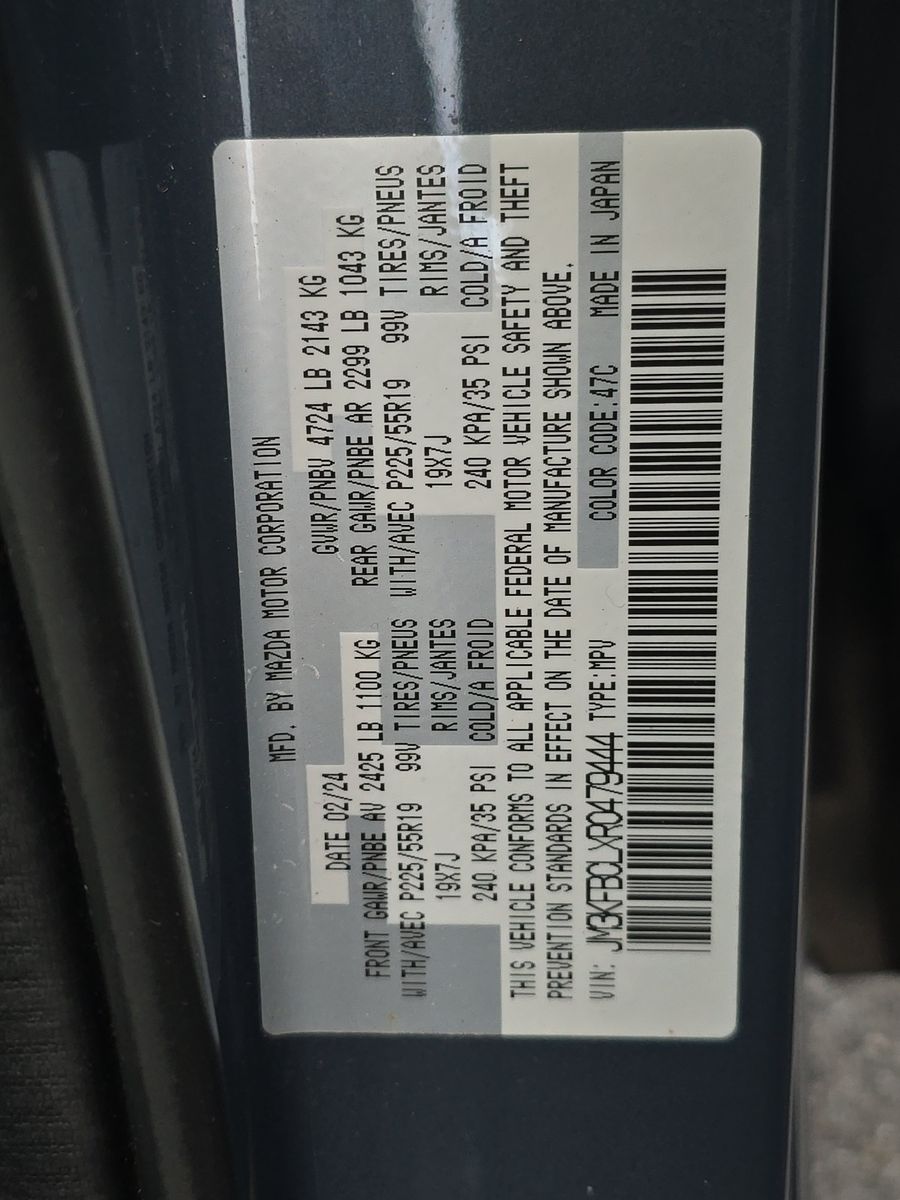 MFD. BY MAZDA MOTOR CORPORATION
DATE 02/24 GVWR/PNBV 4724 LB 2143 KG
FRONT GAWR/PNBE AV 2425 LB 1100 KG REAR GAWR/PNBE AR 2299 LB 1043 KG
WITH/AVEC P225/55R19 99V TIRES/PNEUS WITH/AVEC P225/55R19 99V TIRES/PNEUS
19X7J RIMS/JANTES 19X7J RIMS/JANTES
240 KPA/35 PSI COLD/A FROID 240 KPA/35 PSI COLD/A FROID
THIS VEHICLE CONFORMS TO ALL APPLICABLE FEDERAL MOTOR VEHICLE SAFETY AND THEFT
PREVENTION STANDARDS IN EFFECT ON THE DATE OF MANUFACTURE SHOWN ABOVE.
VIN: JM3KFBCLXR0479444 TYPE:MPV COLOR CODE:47C MADE IN JAPAN